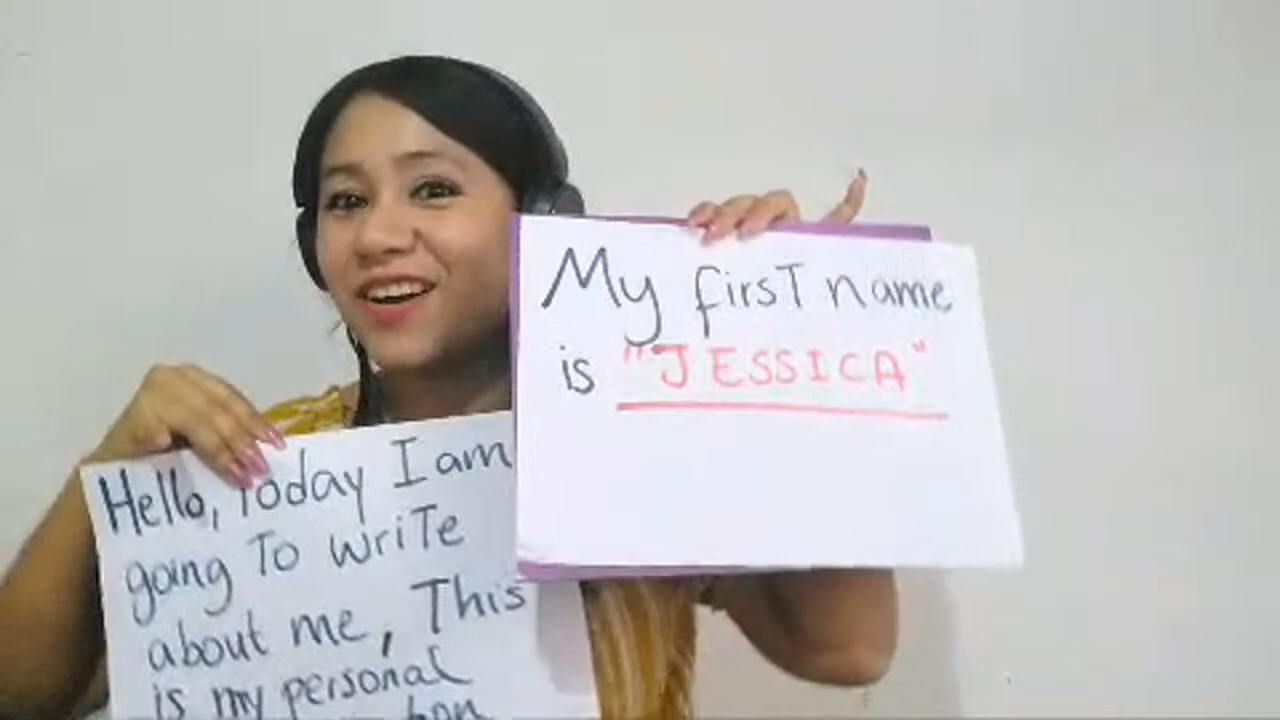 My first name
is "JESSICA"
Hello, Today I am
going To wriTe
about me, This
is my personal